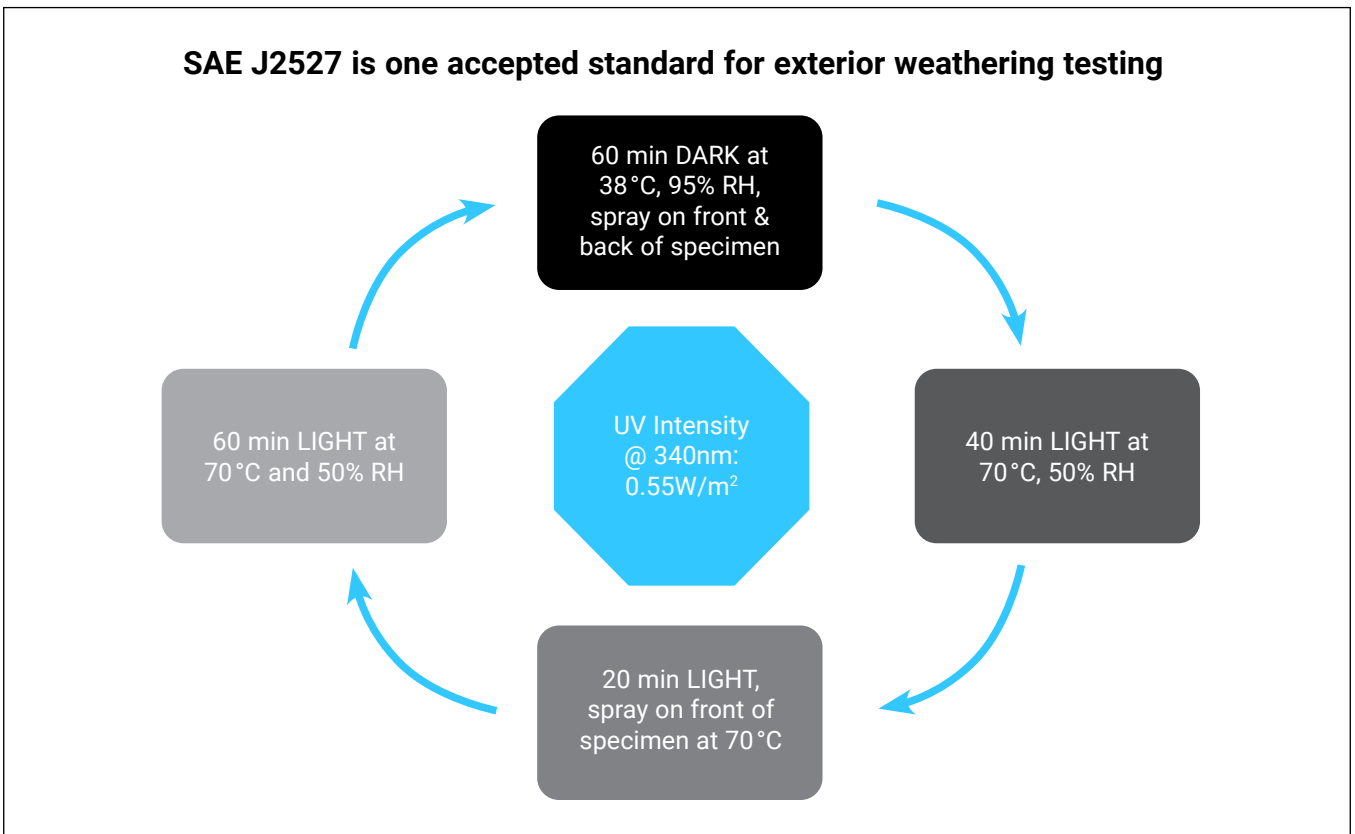 SAE J2527 is one accepted standard for exterior weathering testing
60 min DARK at
38°C, 95% RH,
spray on front &
back of specimen
40 min LIGHT at
70°C, 50% RH
20 min LIGHT,
spray on front of
specimen at 70°C
60 min LIGHT at
70°C and 50% RH
UV Intensity
@ 340nm:
0.55W/m²